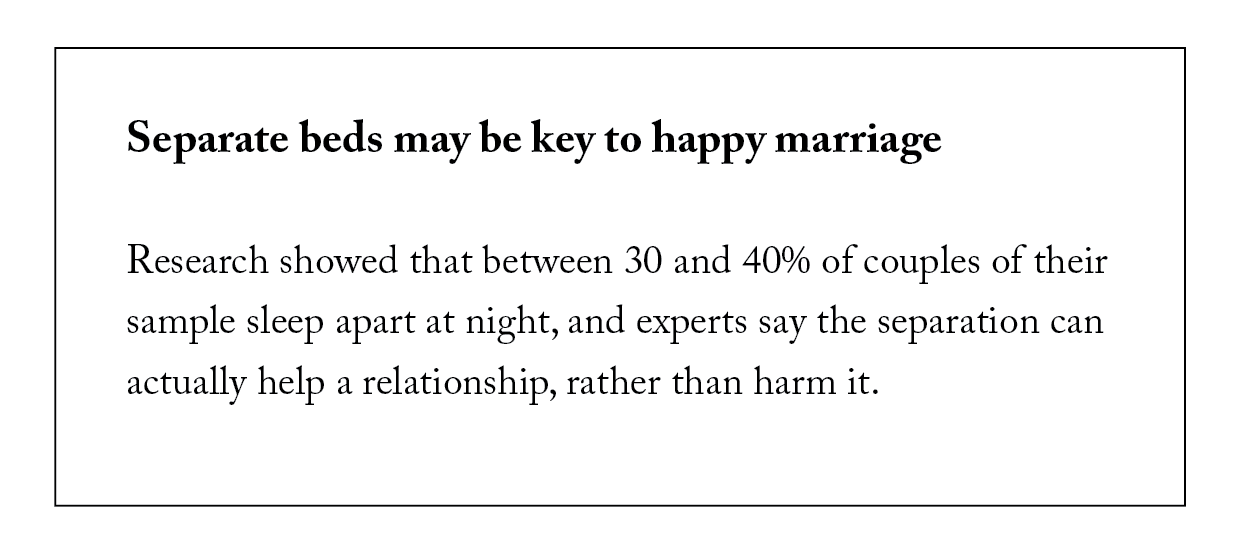 Separate beds may be key to happy marriage
Research showed that between 30 and 40% of couples of their
sample sleep apart at night, and experts say the separation can
actually help a relationship, rather than harm it.